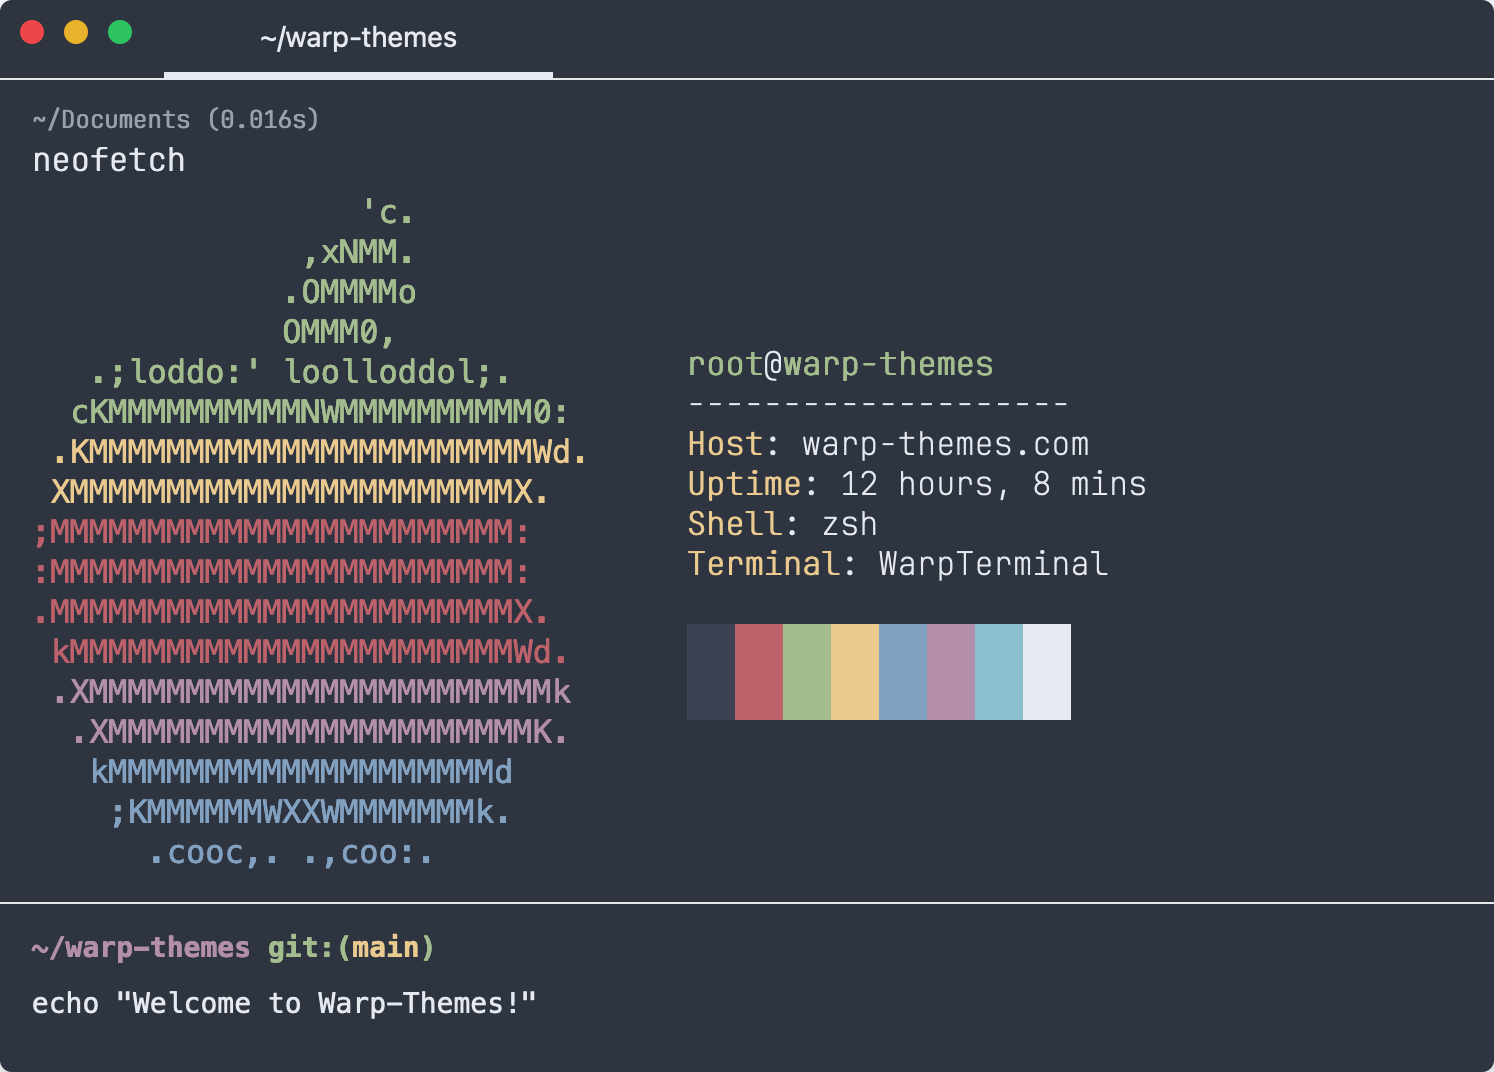 ~/warp-themes
~/Documents (0.016s)
neofetch
'c.
,xNMM.
.OMMMMo
OMMM0,
.;loddo:' loolloddol;.
cKMMMMMMMMMMNWMMMMMMMMMM0:
.KMMMMMMMMMMMMMMMMMMMMMMMWd.
XMMMMMMMMMMMMMMMMMMMMMMMX.
;MMMMMMMMMMMMMMMMMMMMMMMM:
:MMMMMMMMMMMMMMMMMMMMMMMM:
.MMMMMMMMMMMMMMMMMMMMMMMMX.
kMMMMMMMMMMMMMMMMMMMMMMMWd.
.XMMMMMMMMMMMMMMMMMMMMMMMMk
.XMMMMMMMMMMMMMMMMMMMMMMK.
kMMMMMMMMMMMMMMMMMMMMd
;KMMMMMMWXXWMMMMMMMk.
.cooc,. .,coo:.
root@warp-themes
--------------------
Host: warp-themes.com
Uptime: 12 hours, 8 mins
Shell: zsh
Terminal: WarpTerminal
~/warp-themes git:(main)
echo "Welcome to Warp-Themes!"